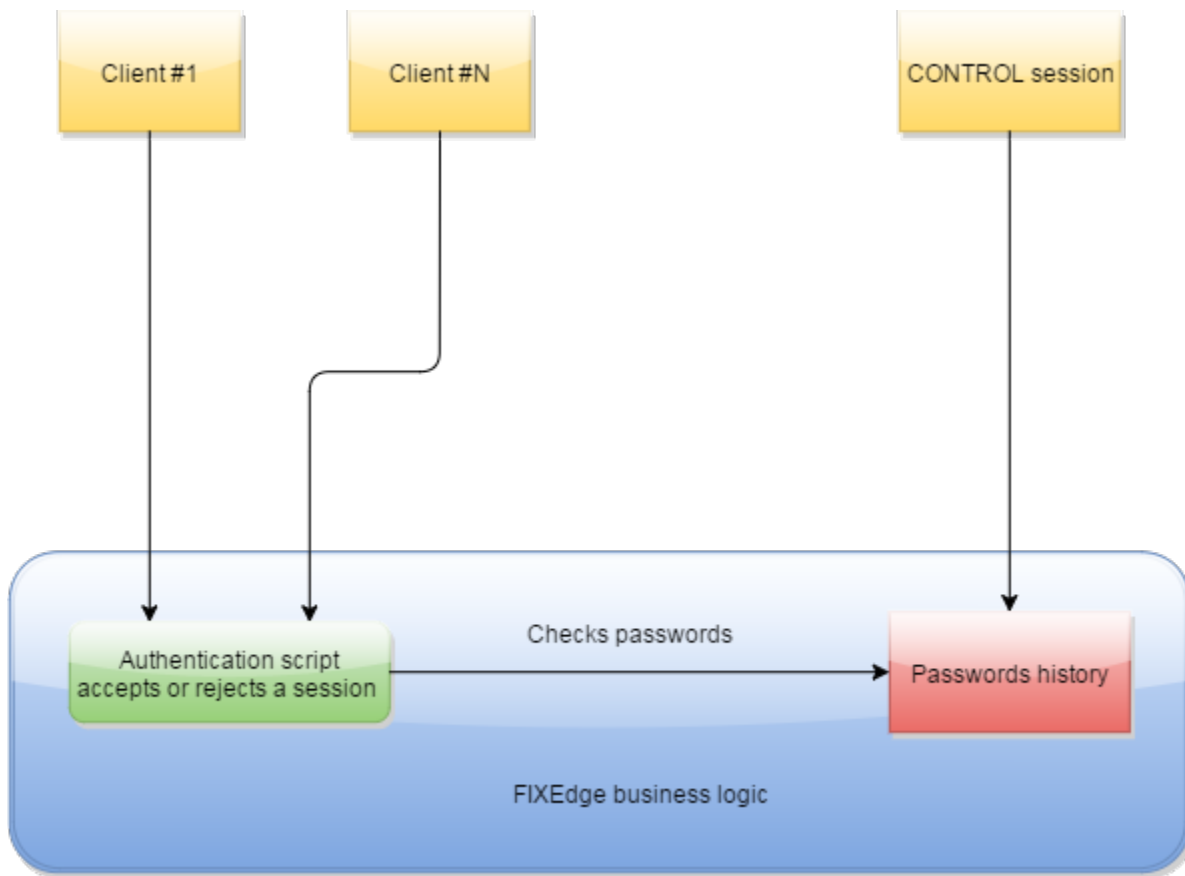 Client #1
Client #N
CONTROL session
Checks passwords
Authentication script
accepts or rejects a session
Passwords history
FIXEdge business logic